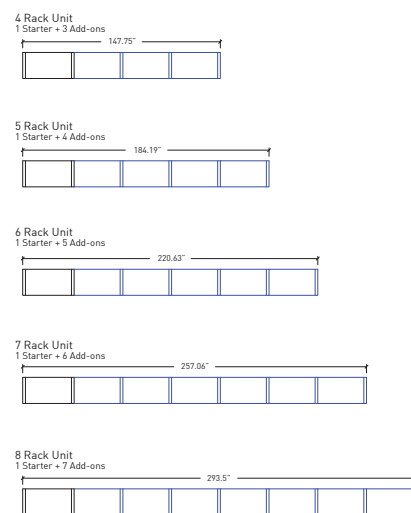 4 Rack Unit
1 Starter + 3 Add-ons
147.75"
5 Rack Unit
1 Starter + 4 Add-ons
184.19"
6 Rack Unit
1 Starter + 5 Add-ons
220.63"
7 Rack Unit
1 Starter + 6 Add-ons
257.06"
8 Rack Unit
1 Starter + 7 Add-ons
293.5"